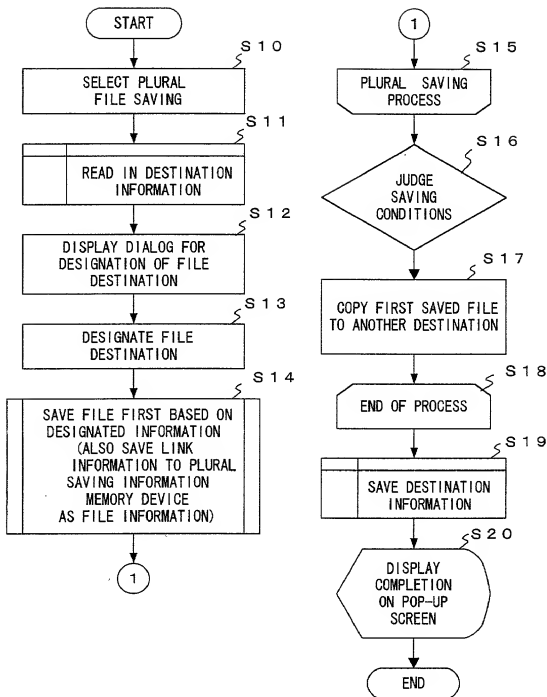 START
S10
SELECT PLURAL
FILE SAVING
S11
READ IN DESTINATION
INFORMATION
S12
DISPLAY DIALOG FOR
DESIGNATION OF FILE
DESTINATION
S13
DESIGNATE FILE
DESTINATION
S14
SAVE FILE FIRST BASED ON
DESIGNATED INFORMATION
(ALSO SAVE LINK
INFORMATION TO PLURAL
SAVING INFORMATION
MEMORY DEVICE
AS FILE INFORMATION)
1
1
S15
PLURAL SAVING
PROCESS
S16
JUDGE
SAVING
CONDITIONS
S17
COPY FIRST SAVED FILE
TO ANOTHER DESTINATION
S18
END OF PROCESS
S19
SAVE DESTINATION
INFORMATION
S20
DISPLAY
COMPLETION
ON POP-UP
SCREEN
END